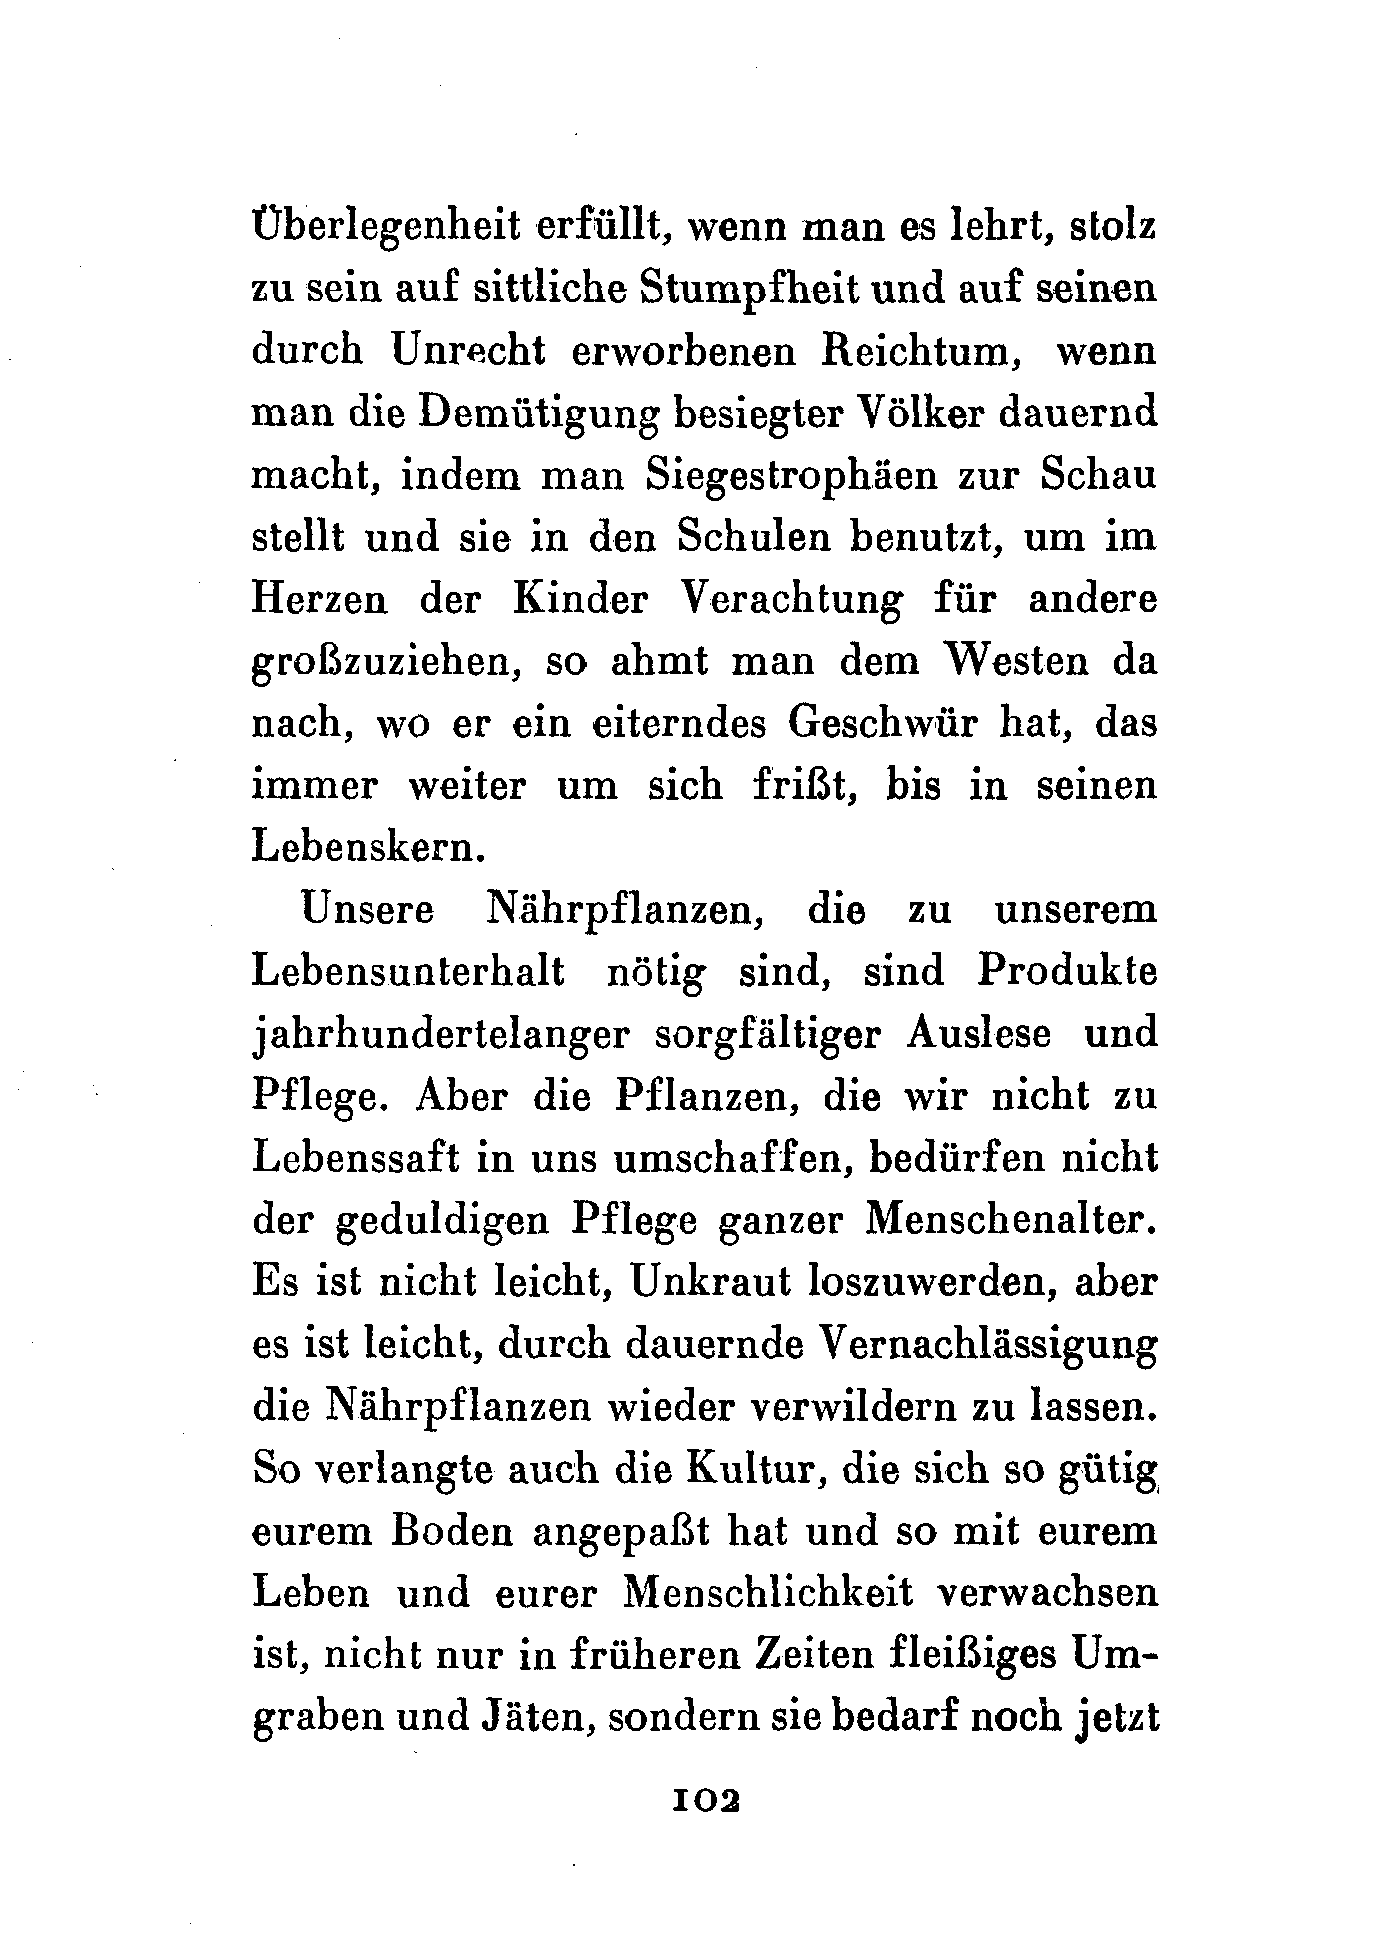 Überlegenheit erfüllt, wenn man es lehrt, stolz
zu sein auf sittliche Stumpfheit und auf seinen
durch Unrecht erworbenen Reichtum, wenn
man die Demütigung besiegter Völker dauernd
macht, indem man Siegestrophäen zur Schau
stellt und sie in den Schulen benutzt, um im
Herzen der Kinder Verachtung für andere
großzuziehen, so ahmt man dem Westen da
nach, wo er ein eiterndes Geschwür hat, das
immer weiter um sich frißt, bis in seinen
Lebenskern.
Unsere Nährpflanzen, die zu unserem
Lebensunterhalt nötig sind, sind Produkte
jahrhundertelanger sorgfältiger Auslese und
Pflege. Aber die Pflanzen, die wir nicht zu
Lebenssaft in uns umschaffen, bedürfen nicht
der geduldigen Pflege ganzer Menschenalter.
Es ist nicht leicht, Unkraut loszuwerden, aber
es ist leicht, durch dauernde Vernachlässigung
die Nährpflanzen wieder verwildern zu lassen.
So verlangte auch die Kultur, die sich so gütig
eurem Boden angepaßt hat und so mit eurem
Leben und eurer Menschlichkeit verwachsen
ist, nicht nur in früheren Zeiten fleißiges Um-
graben und Jäten, sondern sie bedarf noch jetzt
102